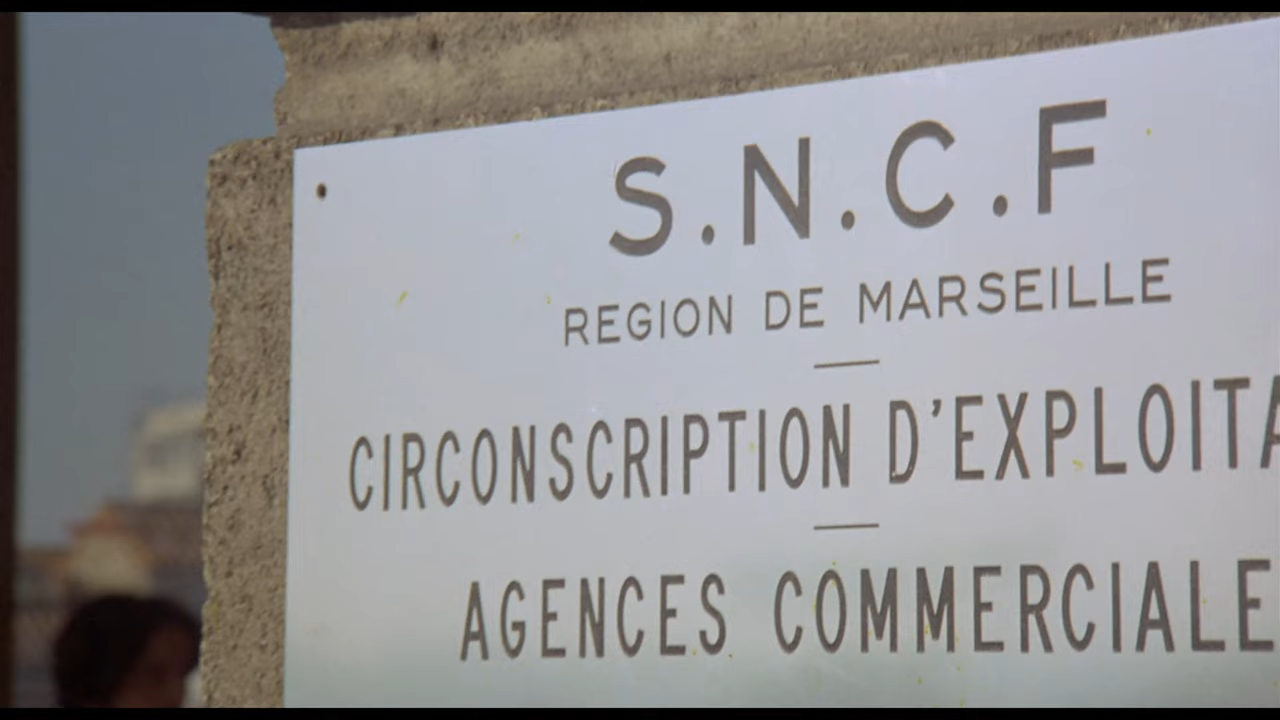 S.N.C.F
REGION DE MARSEILLE
CIRCONSCRIPTION D'EXPLOITA
AGENCES COMMERCIALE